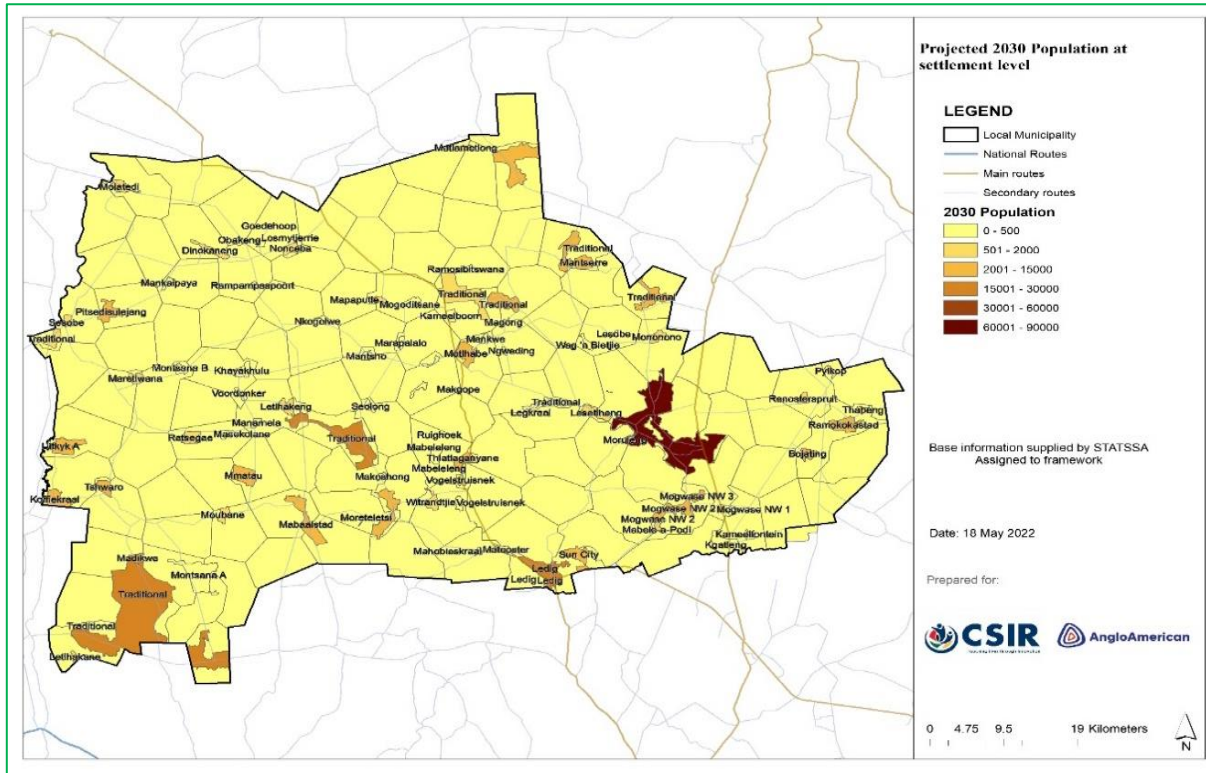 Projected 2030 Population at
settlement level
LEGEND
Local Municipality
National Routes
Main routes
Secondary routes
2030 Population
0 - 500
501 - 2000
2001 - 15000
15001 - 30000
30001 - 60000
60001 - 90000
Base information supplied by STATSSA
Assigned to framework
Date: 18 May 2022
Prepared for:
CSIR
AngloAmerican
0 4.75 9.5 19 Kilometers
N
Molatedi
Goedehoop
Obakeng
Losmytjerrie
Dinokaneng
Nonceba
Mankaipaya
Rampampaspoort
Pitsedisulejang
Sesobe
Traditional
Nkogolwe
Mapaputle
Mogoditsane
Ramosibitswana
Traditional
Traditional
Kameelboom
Magong
Traditional
Mantserre
Traditional
Marapalalo
Mankwe
Motlhabe
Ngweding
Lesobe
Wag-'n Bietjie
Mononono
Mantsho
Montsana B
Khayakhulu
Maretlwana
Voordonker
Letlhakeng
Seolong
Makgope
Traditional
Legkraal
Lesetlheng
Pylkop
Renosterspruit
Thabeng
Ramokokastad
Bojating
Manamela
Masekolane
Ratsegae
Traditional
Ruighoek
Mabeleleng
Tlhatlaganyane
Mabeleleng
Vogelstruisnek
Uitkyk A
Tshwaro
Koffiekraal
Mmatau
Makoshong
Witrandtjie
Vogelstruisnek
Moubane
Mabaalstad
Moreteletsi
Mogwase NW 3
Mogwase NW 2
Mogwase NW 1
Mogwase NW 2
Mabele-a-Podi
Kameelfontein
Kgatleng
Mahobieskraal
Matooster
Sun City
Ledig
Ledig
Ledig
Madikwe
Montsana A
Traditional
Traditional
Letlhakane